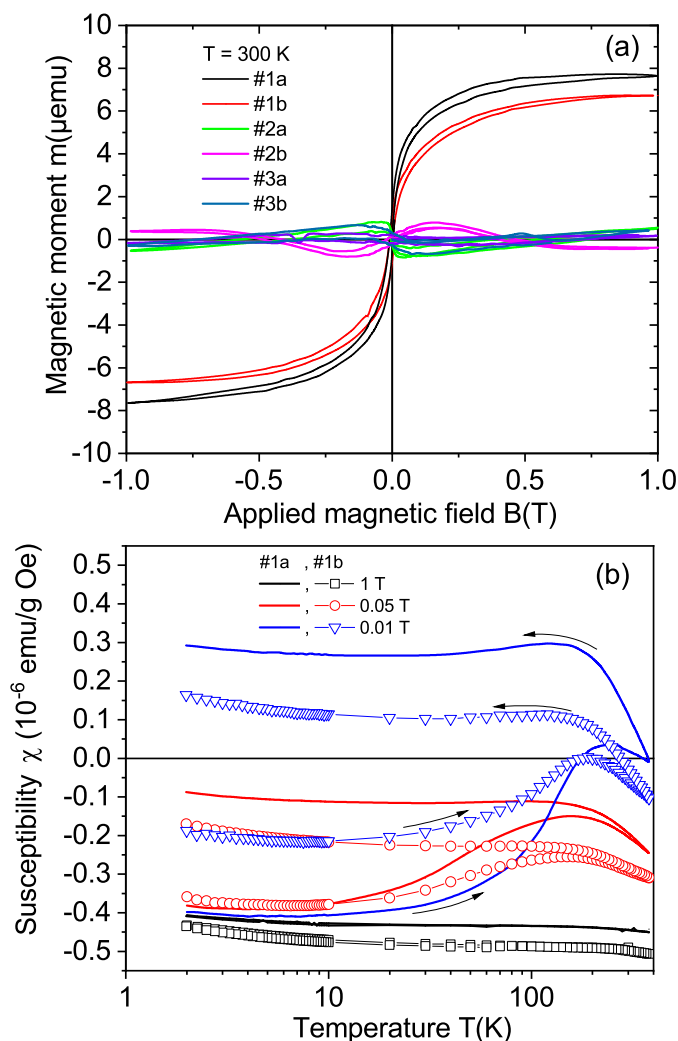 (a)
T = 300 K
#1a
#1b
#2a
#2b
#3a
#3b
Magnetic moment m(µemu)
10
8
6
4
2
0
-2
-4
-6
-8
-10
-1.0 -0.5 0.0 0.5 1.0
Applied magnetic field B(T)
(b)
#1a , #1b
, 1 T
, 0.05 T
, 0.01 T
Susceptibility χ (10⁻⁶ emu/g Oe)
0.5
0.4
0.3
0.2
0.1
0.0
-0.1
-0.2
-0.3
-0.4
-0.5
1 10 100
Temperature T(K)